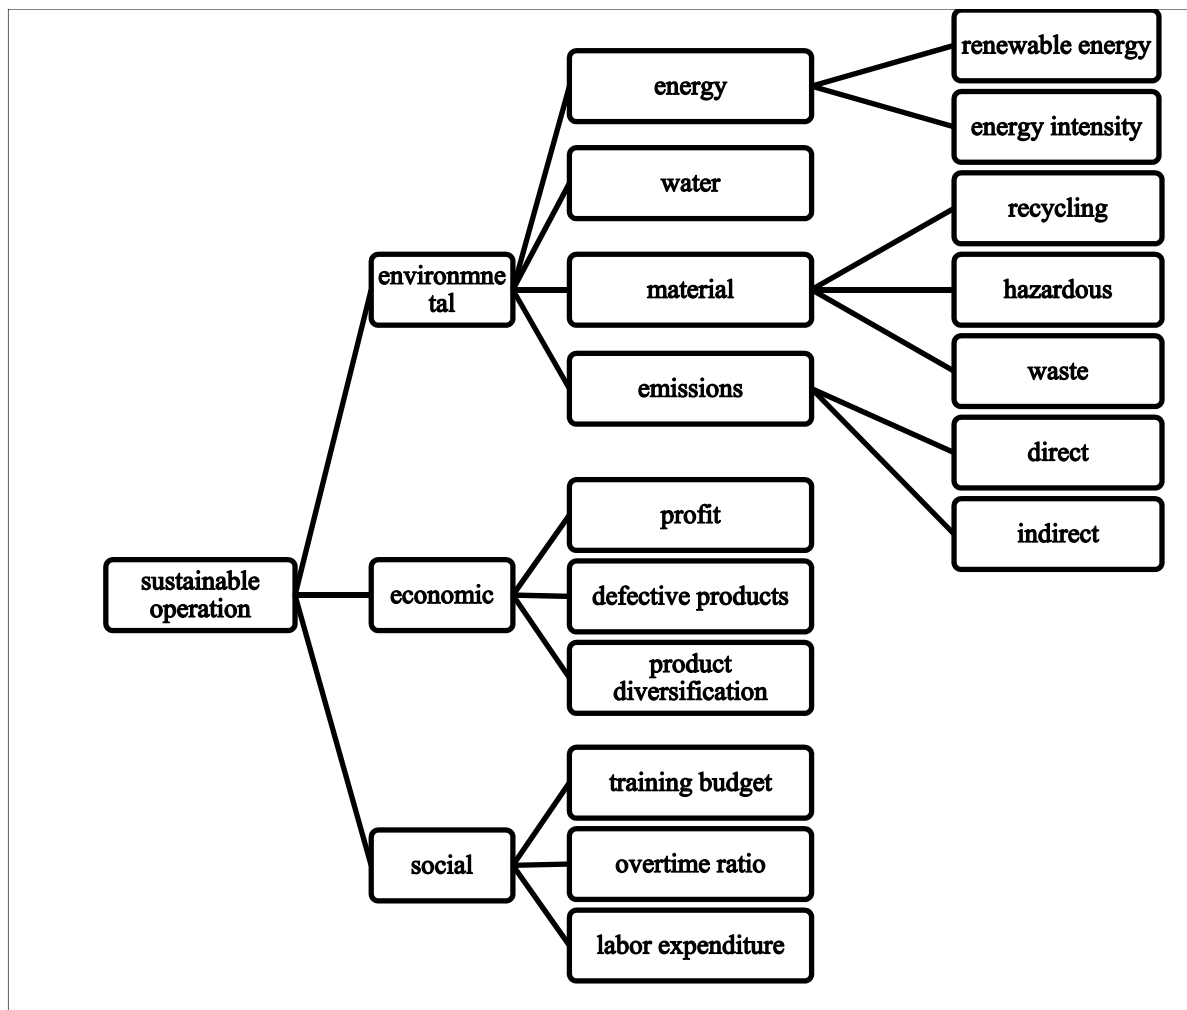 sustainable
operation
environmne
tal
energy
renewable energy
energy intensity
water
material
recycling
hazardous
waste
emissions
direct
indirect
economic
profit
defective products
product
diversification
social
training budget
overtime ratio
labor expenditure